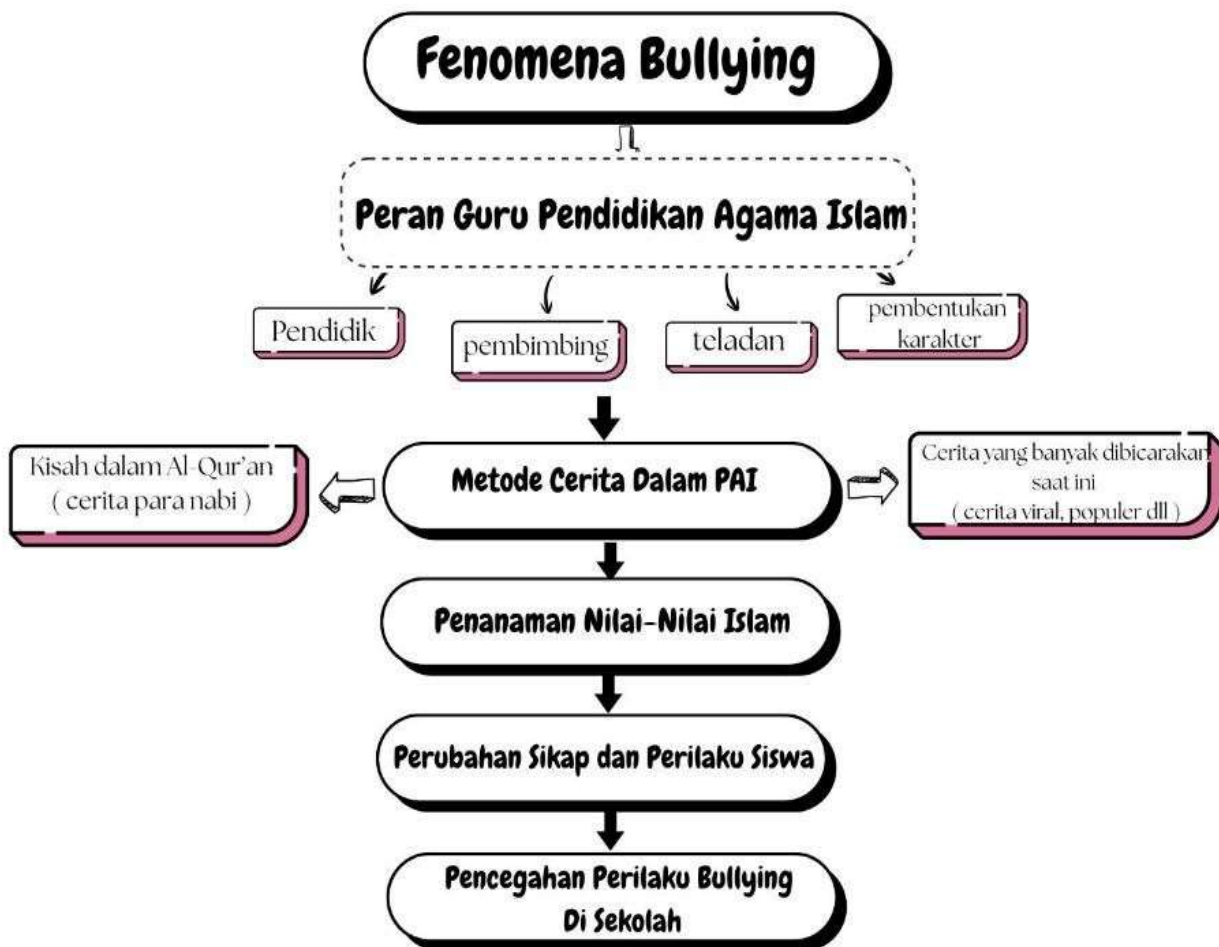 Fenomena Bullying
Peran Guru Pendidikan Agama Islam
Pendidik
pembimbing
teladan
pembentukan
karakter
Kisah dalam Al-Qur'an
( cerita para nabi )
Metode Cerita Dalam PAI
Cerita yang banyak dibicarakan
saat ini
( cerita viral, populer dll )
Penanaman Nilai-Nilai Islam
Perubahan Sikap dan Perilaku Siswa
Pencegahan Perilaku Bullying
Di Sekolah